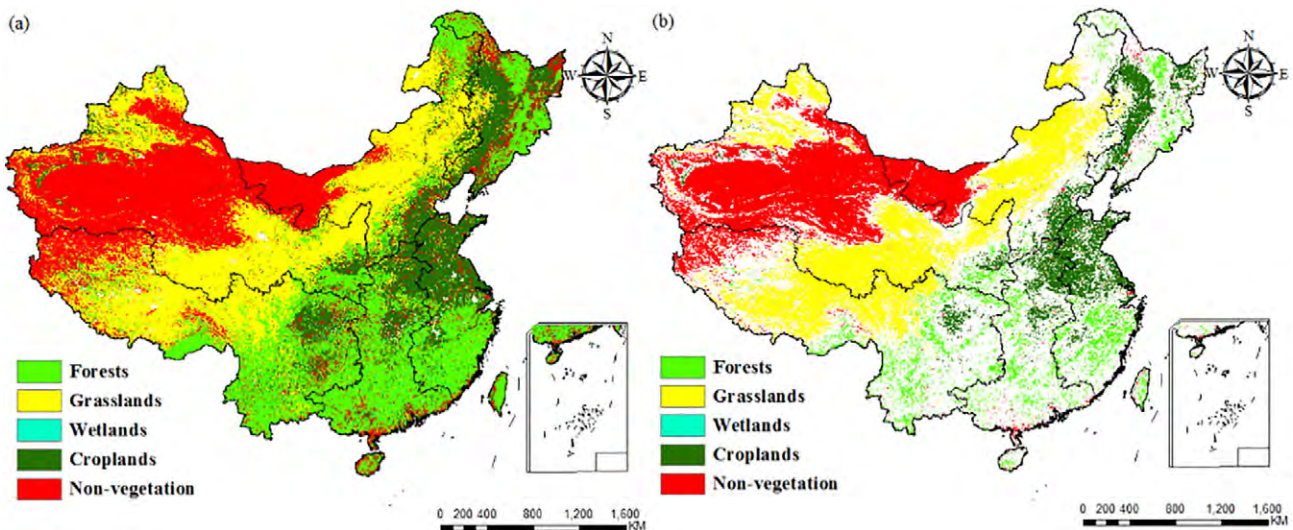 (a)
N
W
E
S
Forests
Grasslands
Wetlands
Croplands
Non-vegetation
0 200 400 800 1,200 1,600
KM
(b)
N
W
E
S
Forests
Grasslands
Wetlands
Croplands
Non-vegetation
0 200 400 800 1,200 1,600
KM